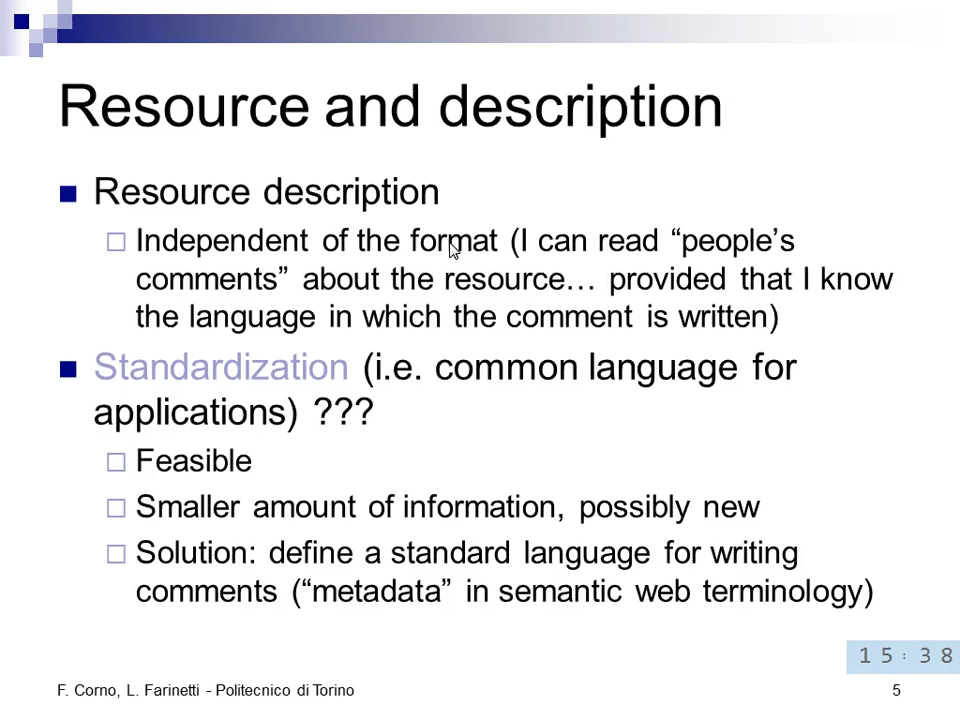 Resource and description
Resource description
Independent of the format (I can read “people’s
comments” about the resource… provided that I know
the language in which the comment is written)
Standardization (i.e. common language for
applications) ???
Feasible
Smaller amount of information, possibly new
Solution: define a standard language for writing
comments (“metadata” in semantic web terminology)
15:38
F. Corno, L. Farinetti - Politecnico di Torino
5